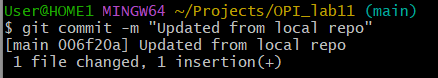 User@HOME1 MINGW64 ~/Projects/OPI_lab11 (main)
$ git commit -m "Updated from local repo"
[main 006f20a] Updated from local repo
 1 file changed, 1 insertion(+)